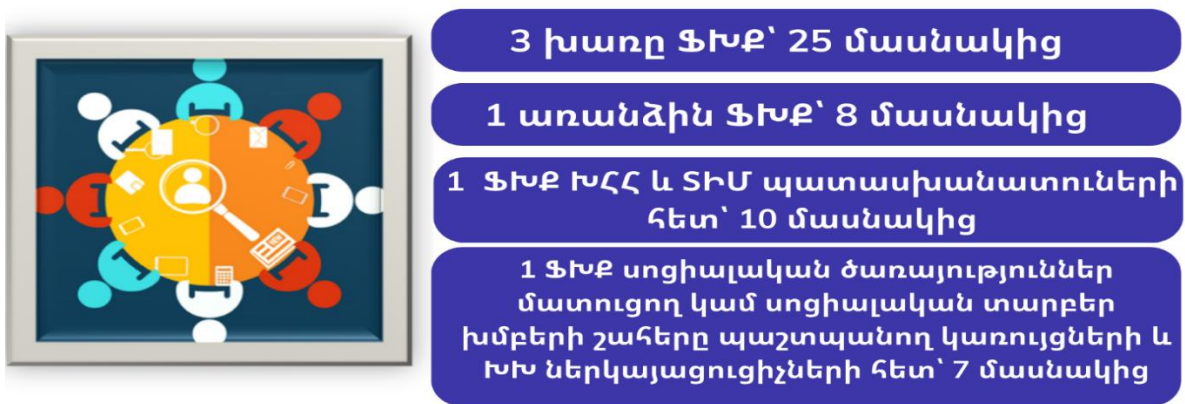 3 խառը ՖԽՔ՝ 25 մասնակից
1 առանձին ՖԽՔ՝ 8 մասնակից
1 ՖԽՔ ԽՀՀ և ՏԻՄ պատասխանատուների
հետ՝ 10 մասնակից
1 ՖԽՔ սոցիալական ծառայություններ
մատուցող կամ սոցիալական տարբեր
խմբերի շահերը պաշտպանող կառույցների և
ԽԽ ներկայացուցիչների հետ՝ 7 մասնակից